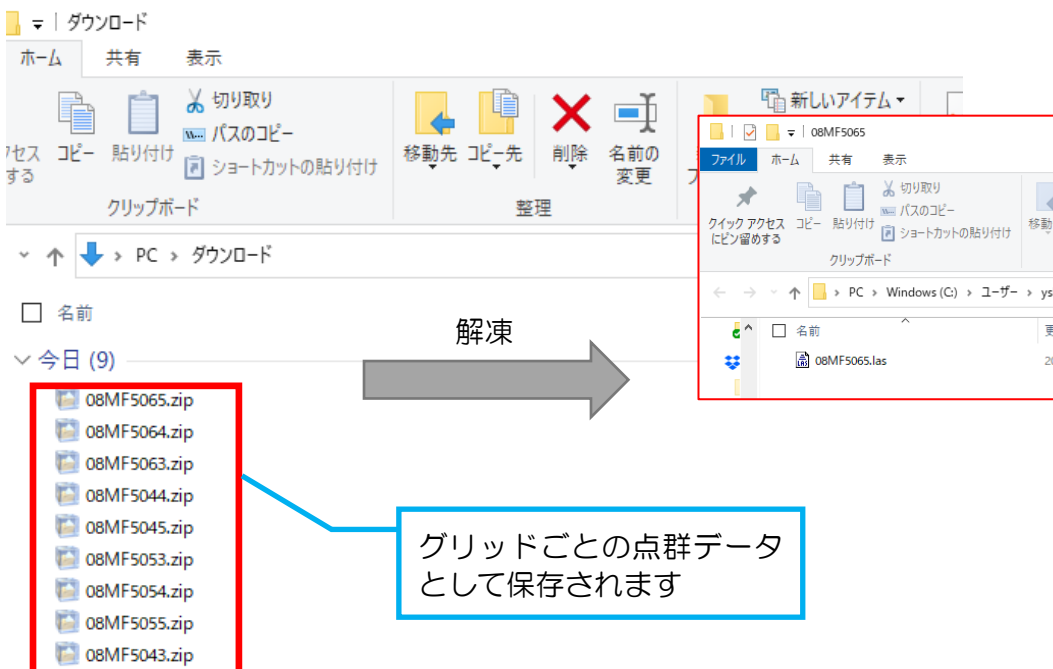 ダウンロード
ホーム 共有 表示
コピー 貼り付け 切り取り
パスのコピー
ショートカットの貼り付け
移動先 コピー先 削除 名前の
変更
新しいアイテム
クリップボード 整理
PC ダウンロード
名前
今日 (9)
08MF5065.zip
08MF5064.zip
08MF5063.zip
08MF5044.zip
08MF5045.zip
08MF5053.zip
08MF5054.zip
08MF5055.zip
08MF5043.zip
解凍
グリッドごとの点群データ
として保存されます
08MF5065
ファイル ホーム 共有 表示
クイック アクセス
にピン留めする
コピー 貼り付け 切り取り
パスのコピー
ショートカットの貼り付け
クリップボード
PC Windows (C:) ユーザー ys
名前
08MF5065.las